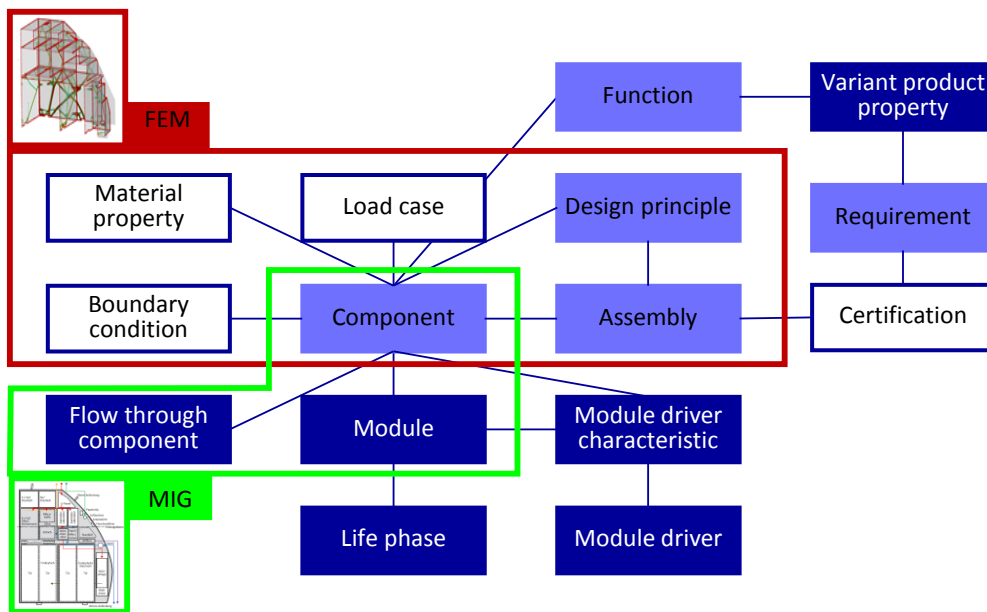 FEM
Function
Variant product
property
Material
property
Load case
Design principle
Requirement
Boundary
condition
Component
Assembly
Certification
Flow through
component
Module
Module driver
characteristic
MIG
Life phase
Module driver